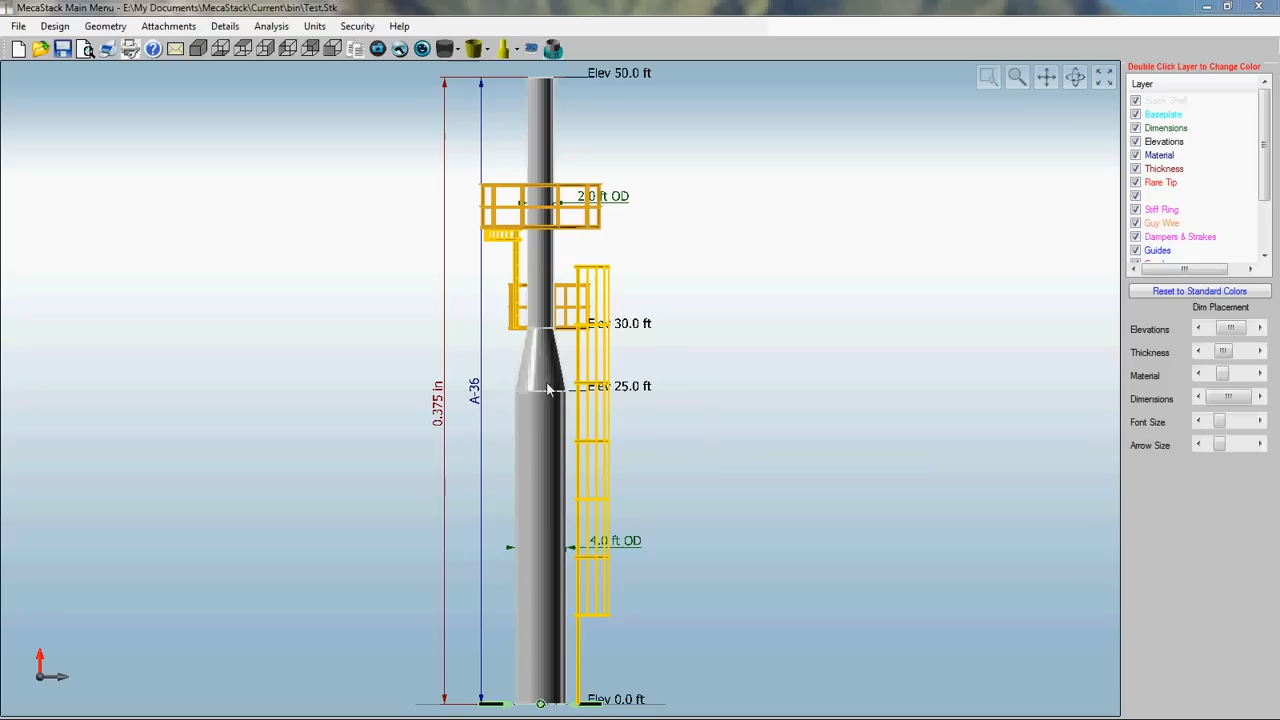 MecaStack Main Menu - E:\My Documents\MecaStack\Current\bin\Test.Stk
File Design Geometry Attachments Details Analysis Units Security Help
Double Click Layer to Change Color
Layer
Stack Shell
Baseplate
Dimensions
Elevations
Material
Thickness
Flare Tip
Stiff Ring
Guy Wire
Dampers & Strakes
Guides
Reset to Standard Colors
Dim Placement
Elevations
Thickness
Material
Dimensions
Font Size
Arrow Size
Elev 50.0 ft
2.0 ft OD
Elev 30.0 ft
Elev 25.0 ft
0.375 in
A-36
4.0 ft OD
Elev 0.0 ft